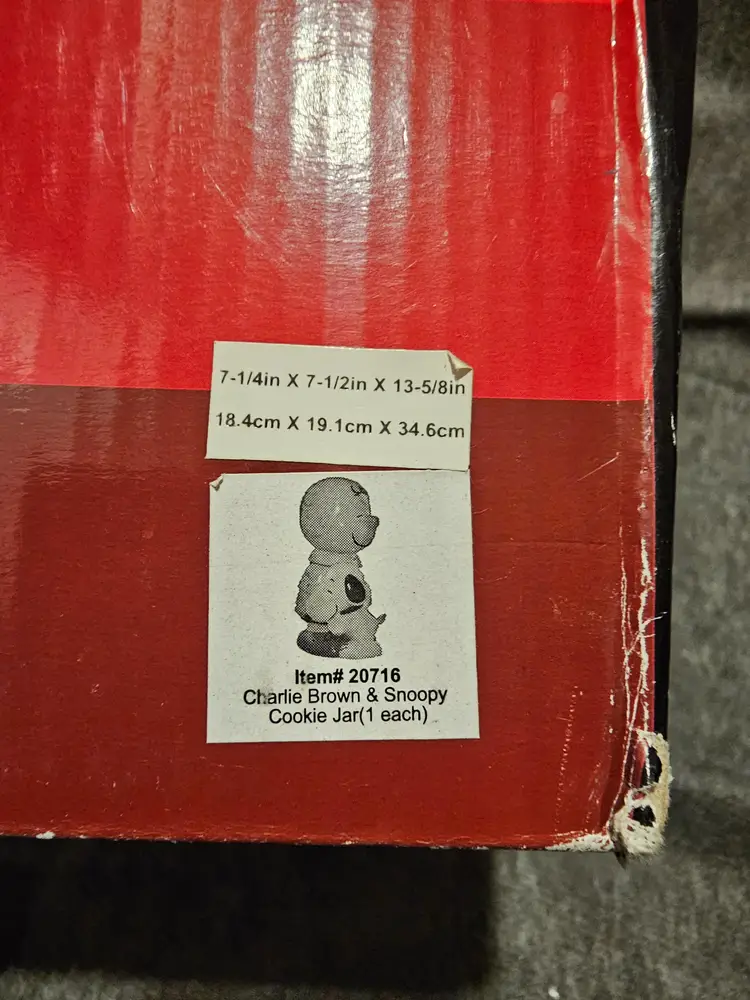 7-1/4in X 7-1/2in X 13-5/8in
18.4cm X 19.1cm X 34.6cm
Item# 20716
Charlie Brown & Snoopy
Cookie Jar(1 each)